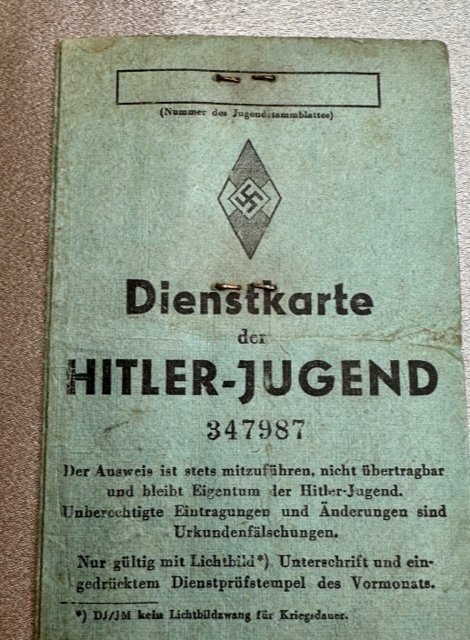 (Nummer des Jugendstammblattes)
Dienstkarte
der
HITLER-JUGEND
347987
Der Ausweis ist stets mitzuführen, nicht übertragbar
und bleibt Eigentum der Hitler-Jugend.
Unberechtigte Eintragungen und Änderungen sind
Urkundenfälschungen.
Nur gültig mit Lichtbild*) Unterschrift und ein-
gedrücktem Dienstprüfstempel des Vormonats.
*) DJ/JM kein Lichtbildzwang für Kriegsdauer.